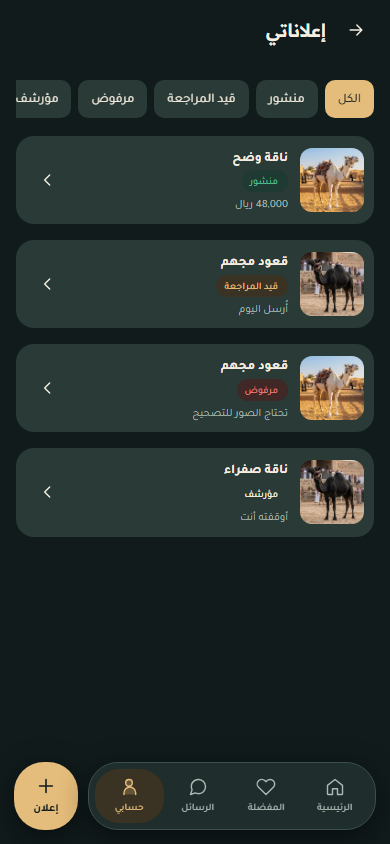 إعلاناتي
الكل
منشور
قيد المراجعة
مرفوض
مؤرشف
ناقة وضح
منشور
48,000 ريال
قعود مجهم
قيد المراجعة
أُرسل اليوم
قعود مجهم
مرفوض
تحتاج الصور للتصحيح
ناقة صفراء
مؤرشف
أوقفته أنت
الرئيسية
المفضلة
الرسائل
حسابي
إعلان